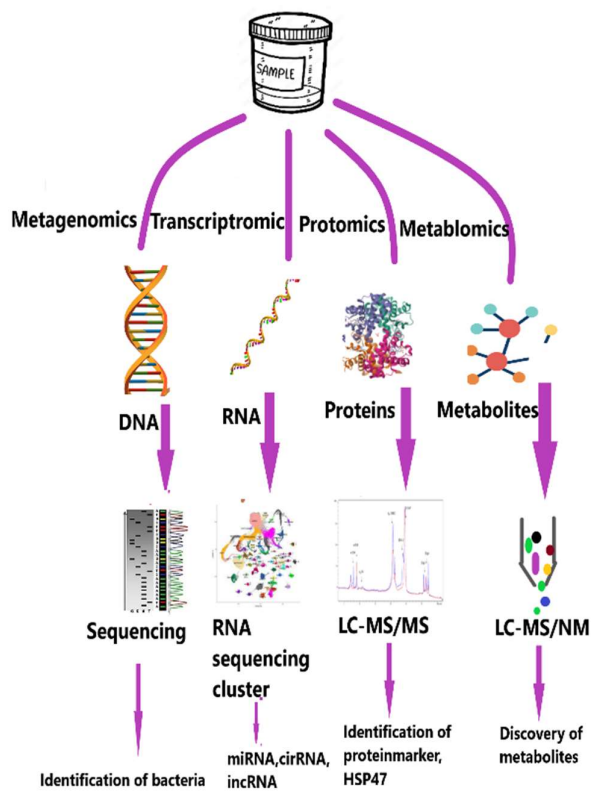 SAMPLE
Metagenomics Transcriptromic Protomics Metablomics
DNA RNA Proteins Metabolites
Sequencing RNA sequencing cluster LC-MS/MS LC-MS/NM
Identification of bacteria
miRNA,cirRNA,
incRNA
Identification of
proteinmarker,
HSP47
Discovery of
metabolites